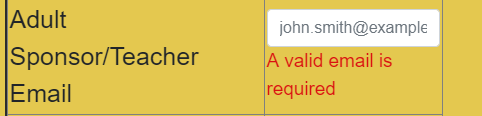 Adult
Sponsor/Teacher
Email
john.smith@example
A valid email is
required